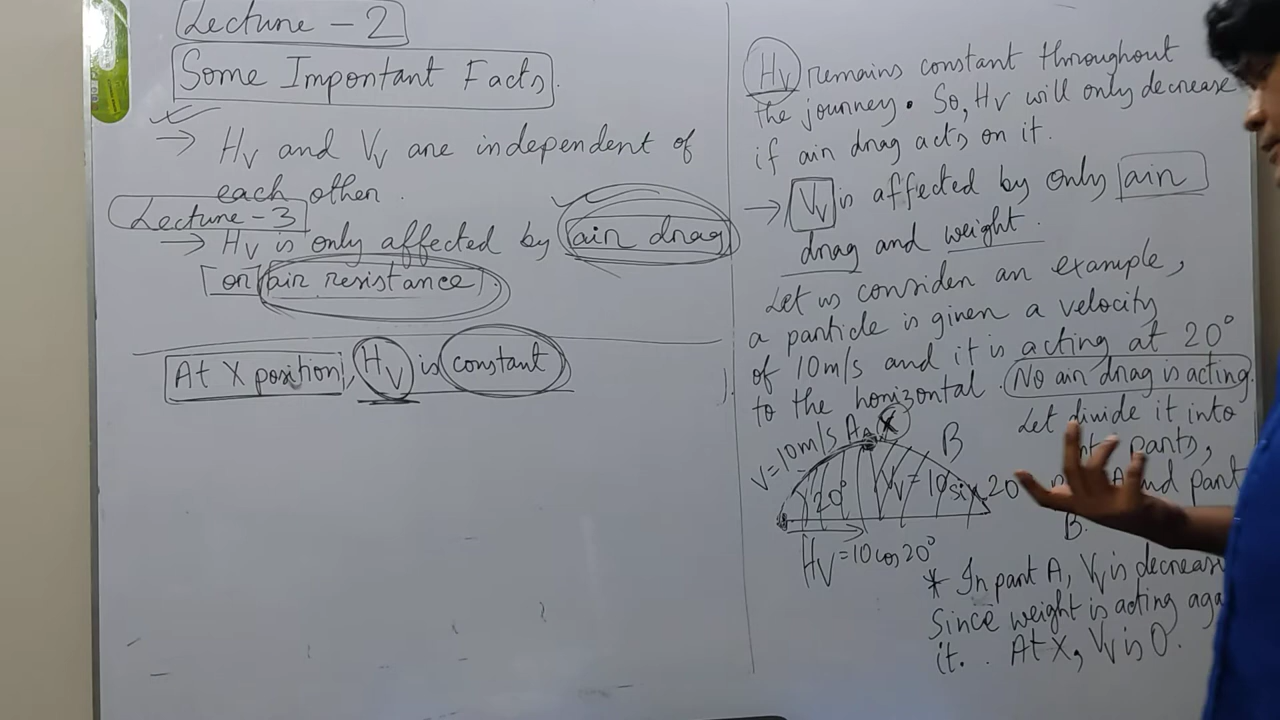 Lecture - 2
Some Important Facts.
→ Hv and Vv are independent of
each other.
Lecture - 3
→ Hv is only affected by air drag
or air resistance.
At X position, Hv is constant
Hv remains constant throughout
the journey. So, Hv will only decrease
if air drag acts on it.
→ Vv is affected by only air
drag and weight.
Let us consider an example,
a particle is given a velocity
of 10m/s and it is acting at 20°
to the horizontal. No air drag is acting.
Let divide it into
parts,
A and part
B.
V=10m/s A X B
20° Vv=10 sin 20°
Hv=10cos20°
* In part A, Vv is decrease
Since weight is acting aga
it. At X, Vv is 0.